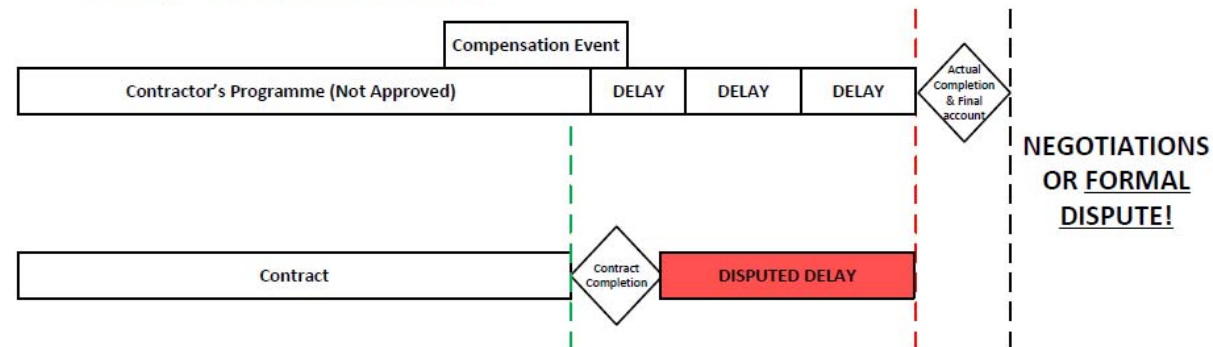 Compensation Event
Contractor's Programme (Not Approved)
DELAY
DELAY
DELAY
Actual
Completion
& Final
account
NEGOTIATIONS
OR FORMAL
DISPUTE!
Contract
Contract
Completion
DISPUTED DELAY